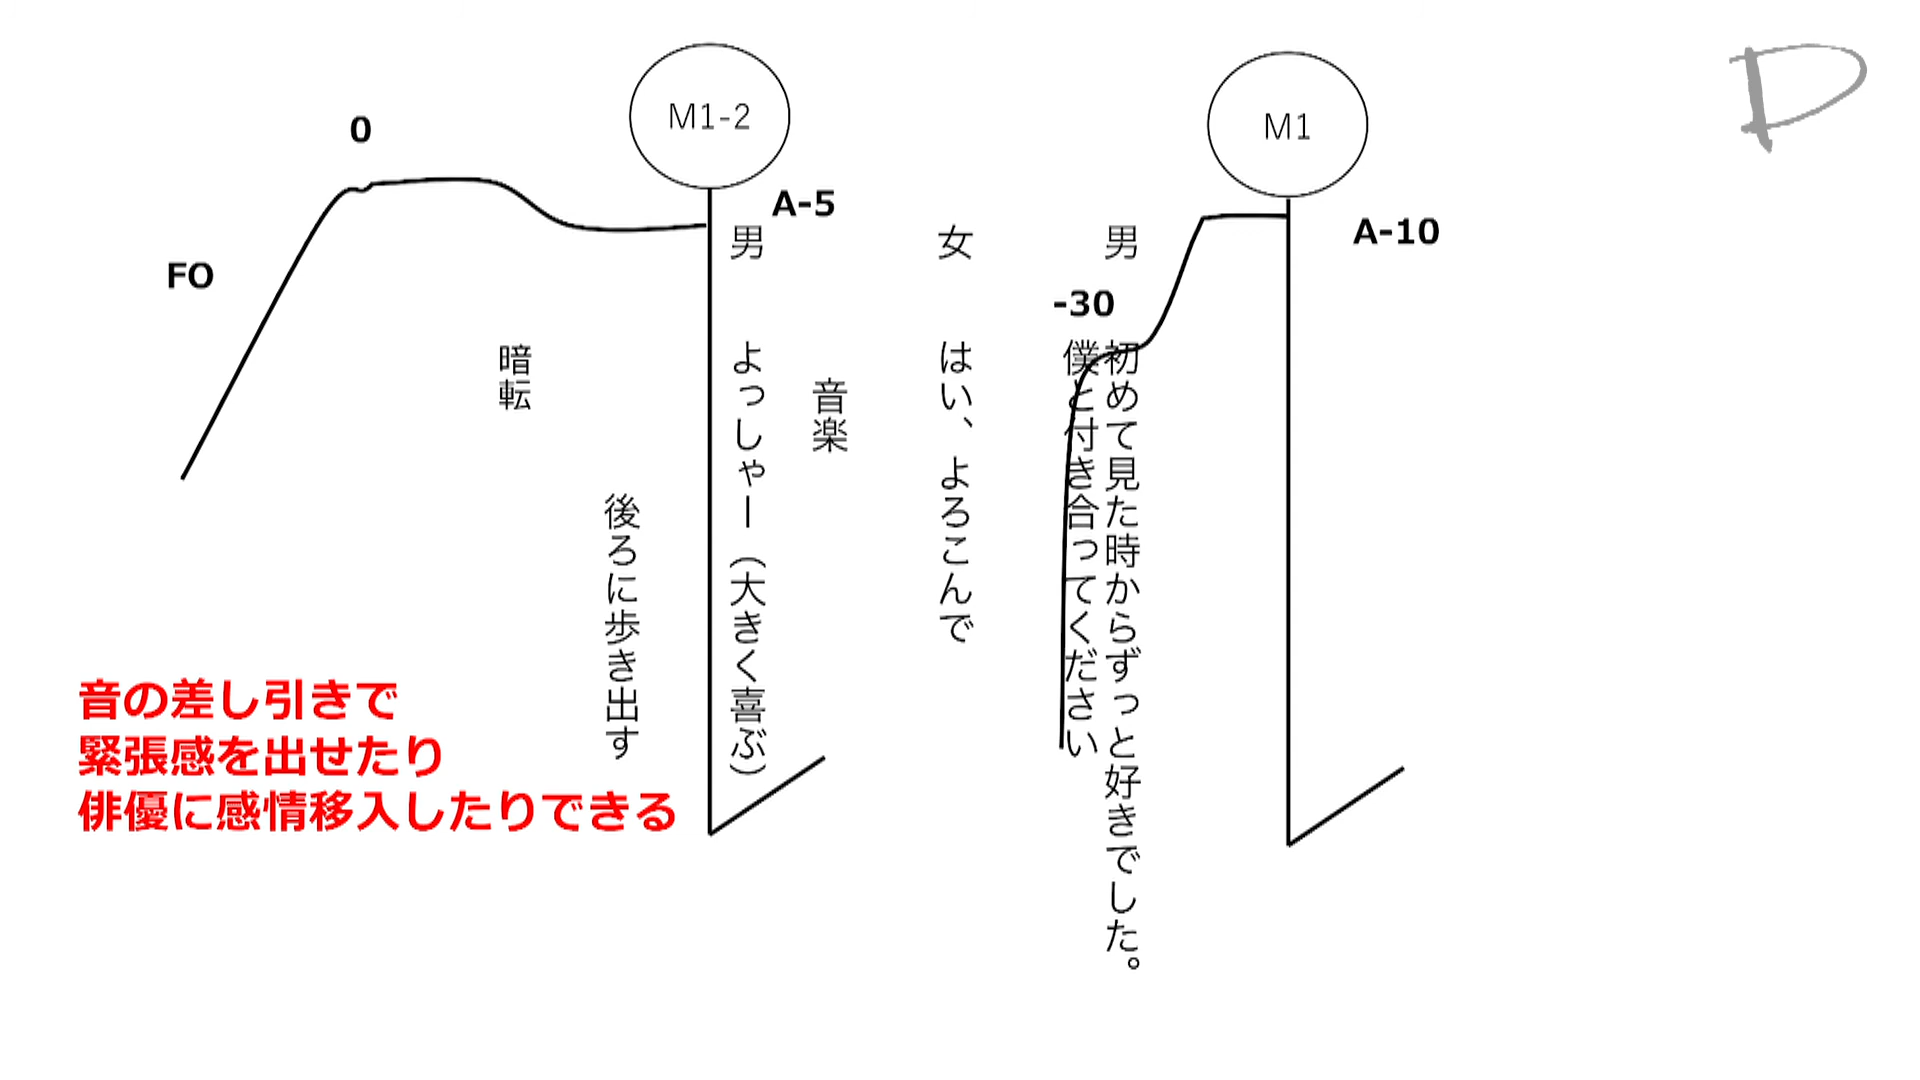 M1
A-10
男 初めて見た時からずっと好きでした。
僕と付き合ってください
-30
女 はい、よろこんで
音楽
M1-2
A-5
男 よっしゃー（大きく喜ぶ）
後ろに歩き出す
暗転
0
FO
音の差し引きで
緊張感を出せたり
俳優に感情移入したりできる
D